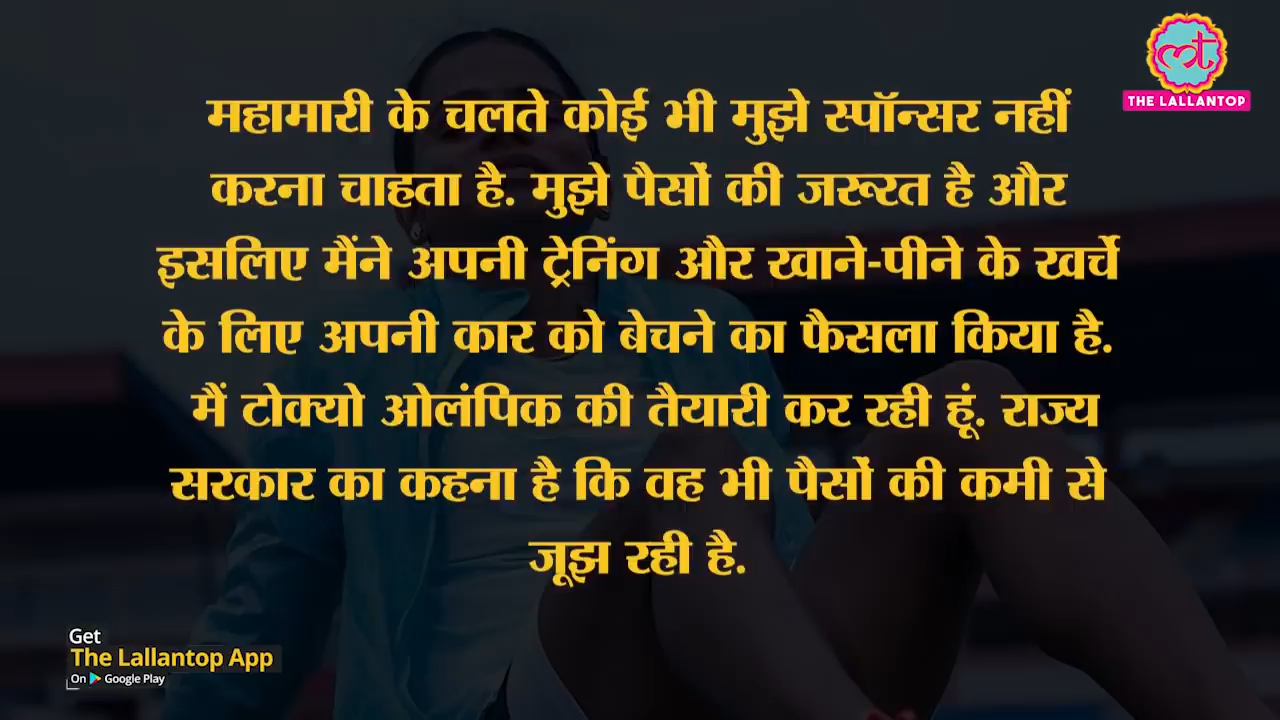 महामारी के चलते कोई भी मुझे स्पॉन्सर नहीं
करना चाहता है. मुझे पैसों की जरूरत है और
इसलिए मैंने अपनी ट्रेनिंग और खाने-पीने के खर्चे
के लिए अपनी कार को बेचने का फैसला किया है.
मैं टोक्यो ओलंपिक की तैयारी कर रही हूं. राज्य
सरकार का कहना है कि वह भी पैसों की कमी से
जूझ रही है.
lt
THE LALLANTOP
Get
The Lallantop App
On Google Play